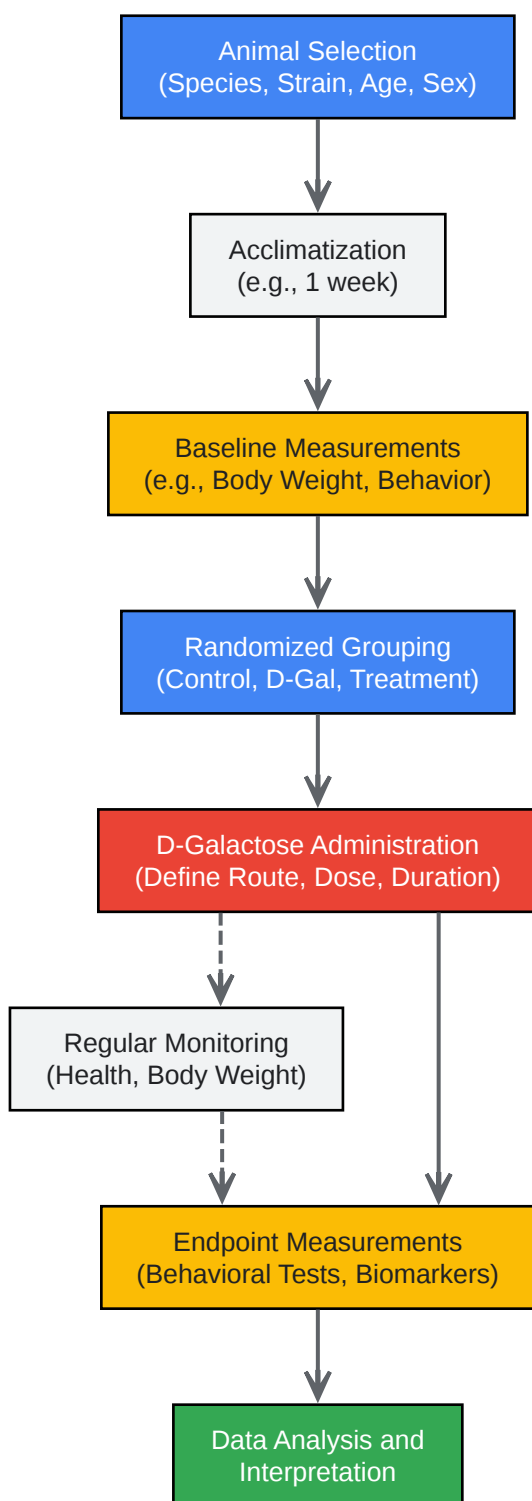 Animal Selection
(Species, Strain, Age, Sex)
Acclimatization
(e.g., 1 week)
Baseline Measurements
(e.g., Body Weight, Behavior)
Randomized Grouping
(Control, D-Gal, Treatment)
D-Galactose Administration
(Define Route, Dose, Duration)
Regular Monitoring
(Health, Body Weight)
Endpoint Measurements
(Behavioral Tests, Biomarkers)
Data Analysis and
Interpretation